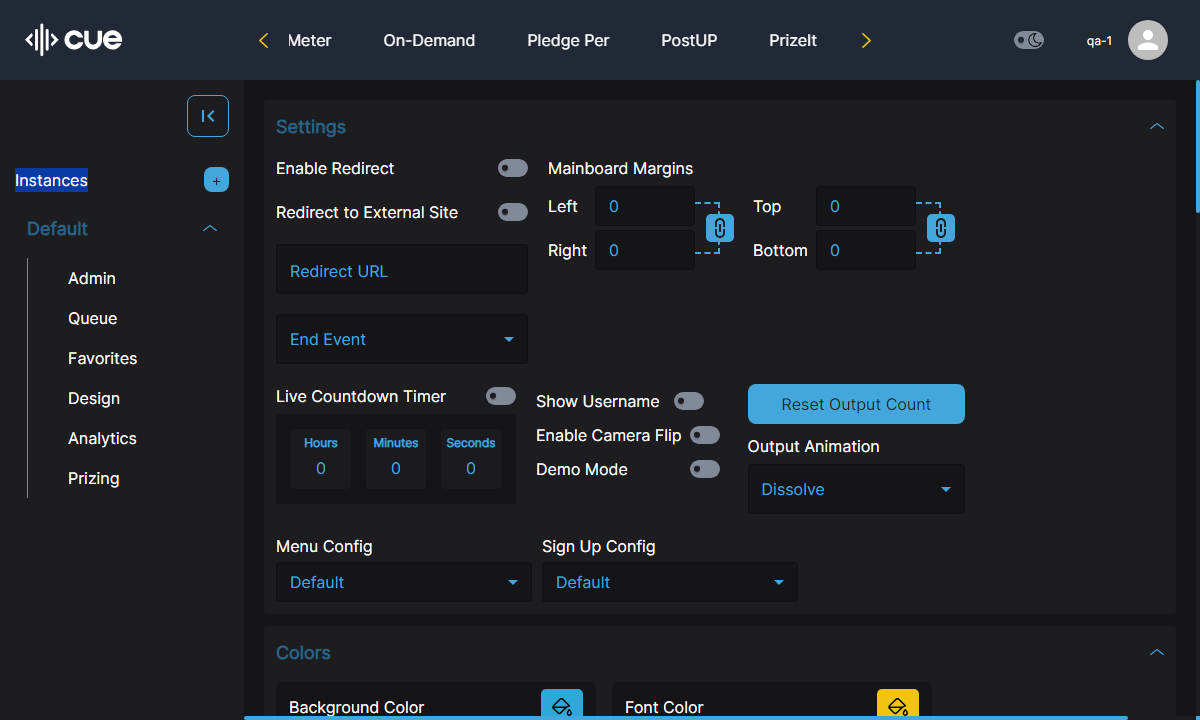 cue
Meter
On-Demand
Pledge Per
PostUP
PrizeIt
qa-1
Instances
+
Default
Admin
Queue
Favorites
Design
Analytics
Prizing
Settings
Enable Redirect
Redirect to External Site
Redirect URL
End Event
Mainboard Margins
Left 0
Right 0
Top 0
Bottom 0
Live Countdown Timer
Hours Minutes Seconds
0 0 0
Show Username
Enable Camera Flip
Demo Mode
Reset Output Count
Output Animation
Dissolve
Menu Config
Default
Sign Up Config
Default
Colors
Background Color
Font Color